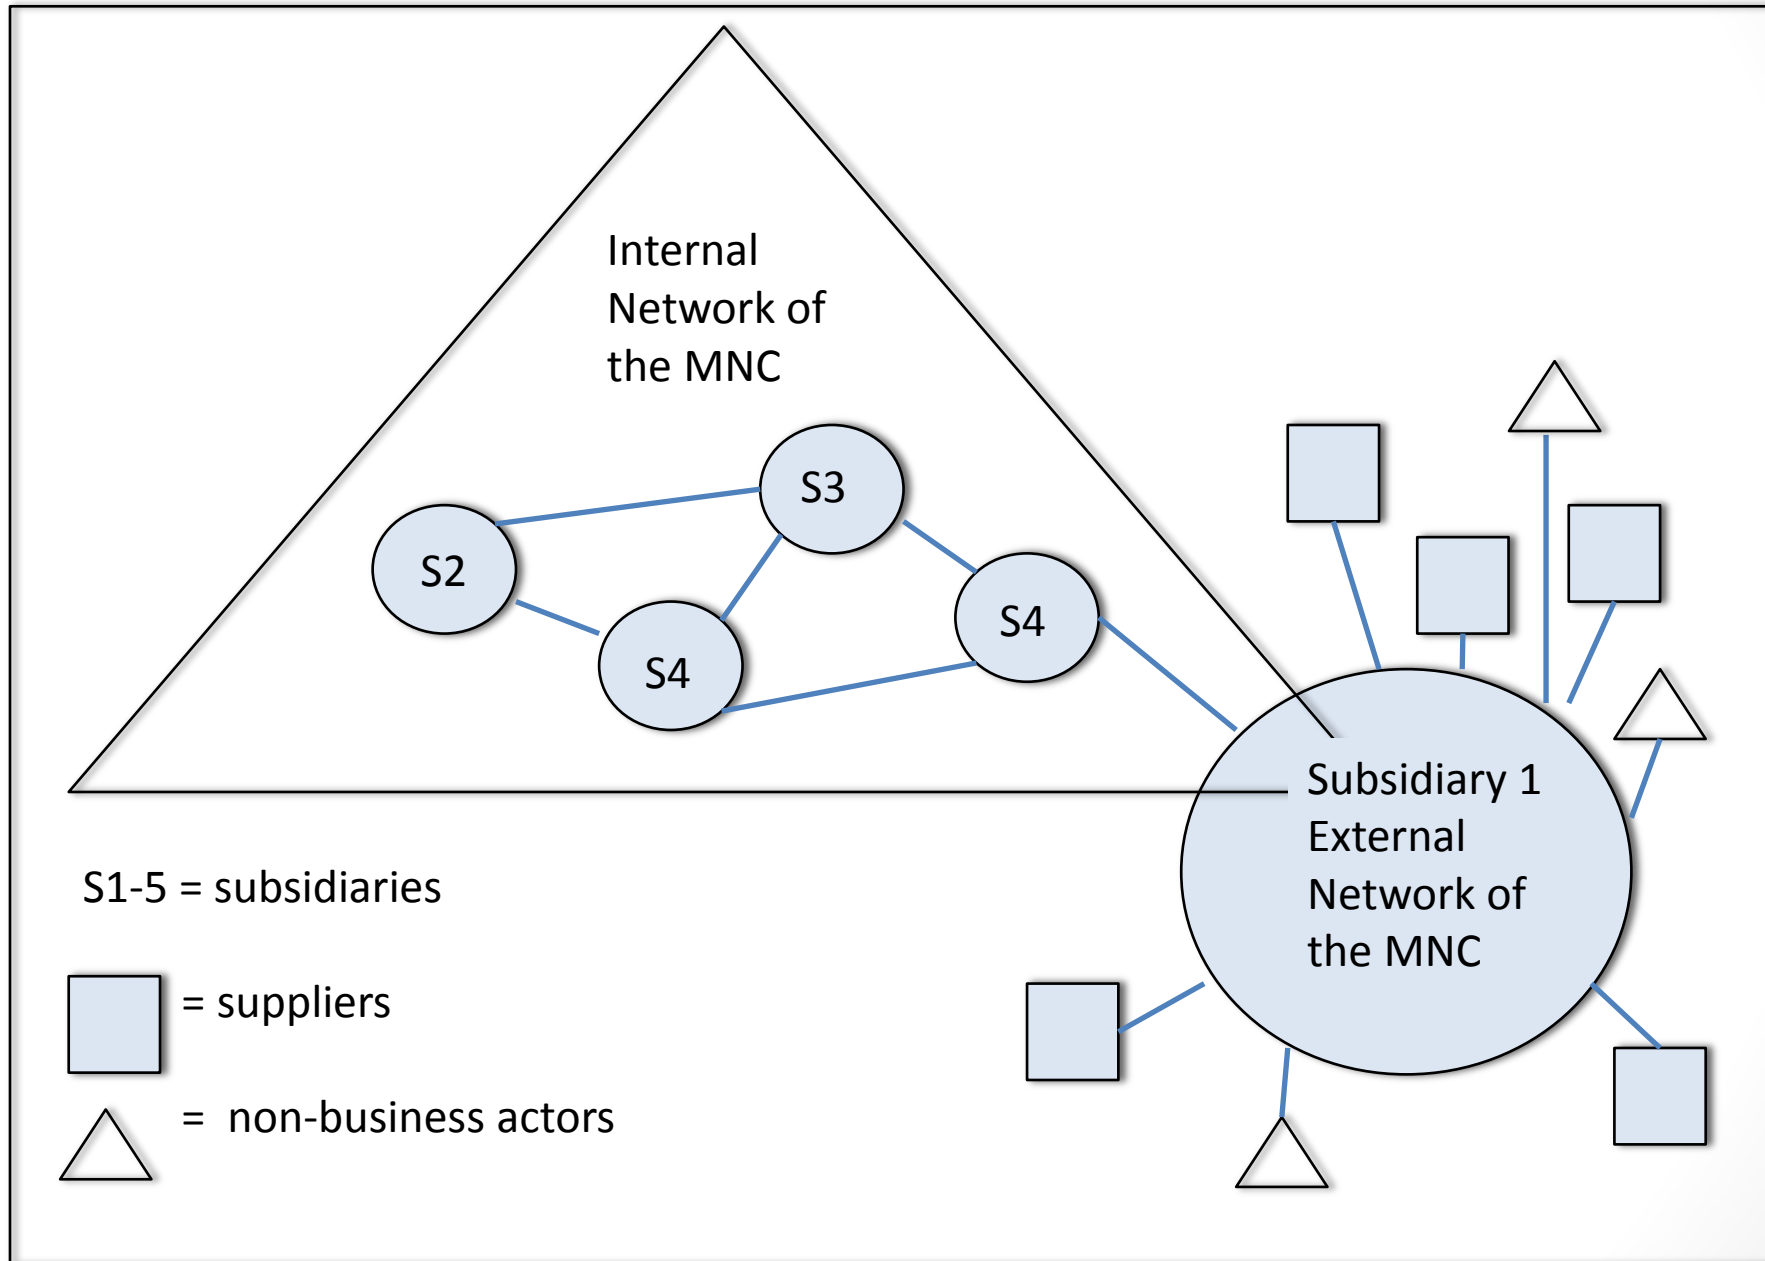 Internal
Network of
the MNC
S3
S2
S4
S4
Subsidiary 1
External
Network of
the MNC
S1-5 = subsidiaries
= suppliers
= non-business actors